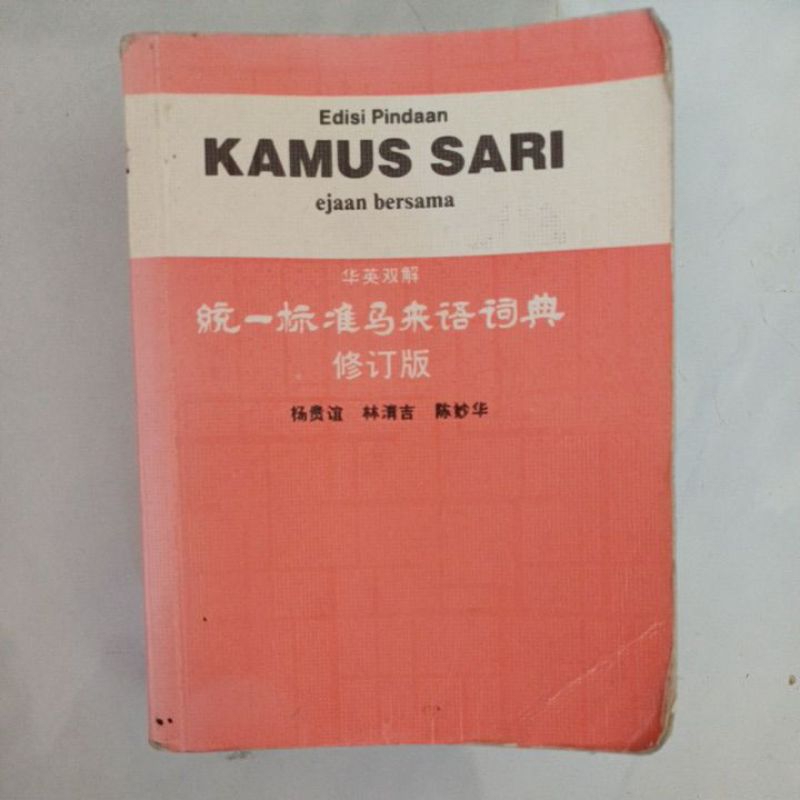 Edisi Pindaan
KAMUS SARI
ejaan bersama
华英双解
统一标准马来语词典
修订版
杨贵谊 林清吉 陈妙华